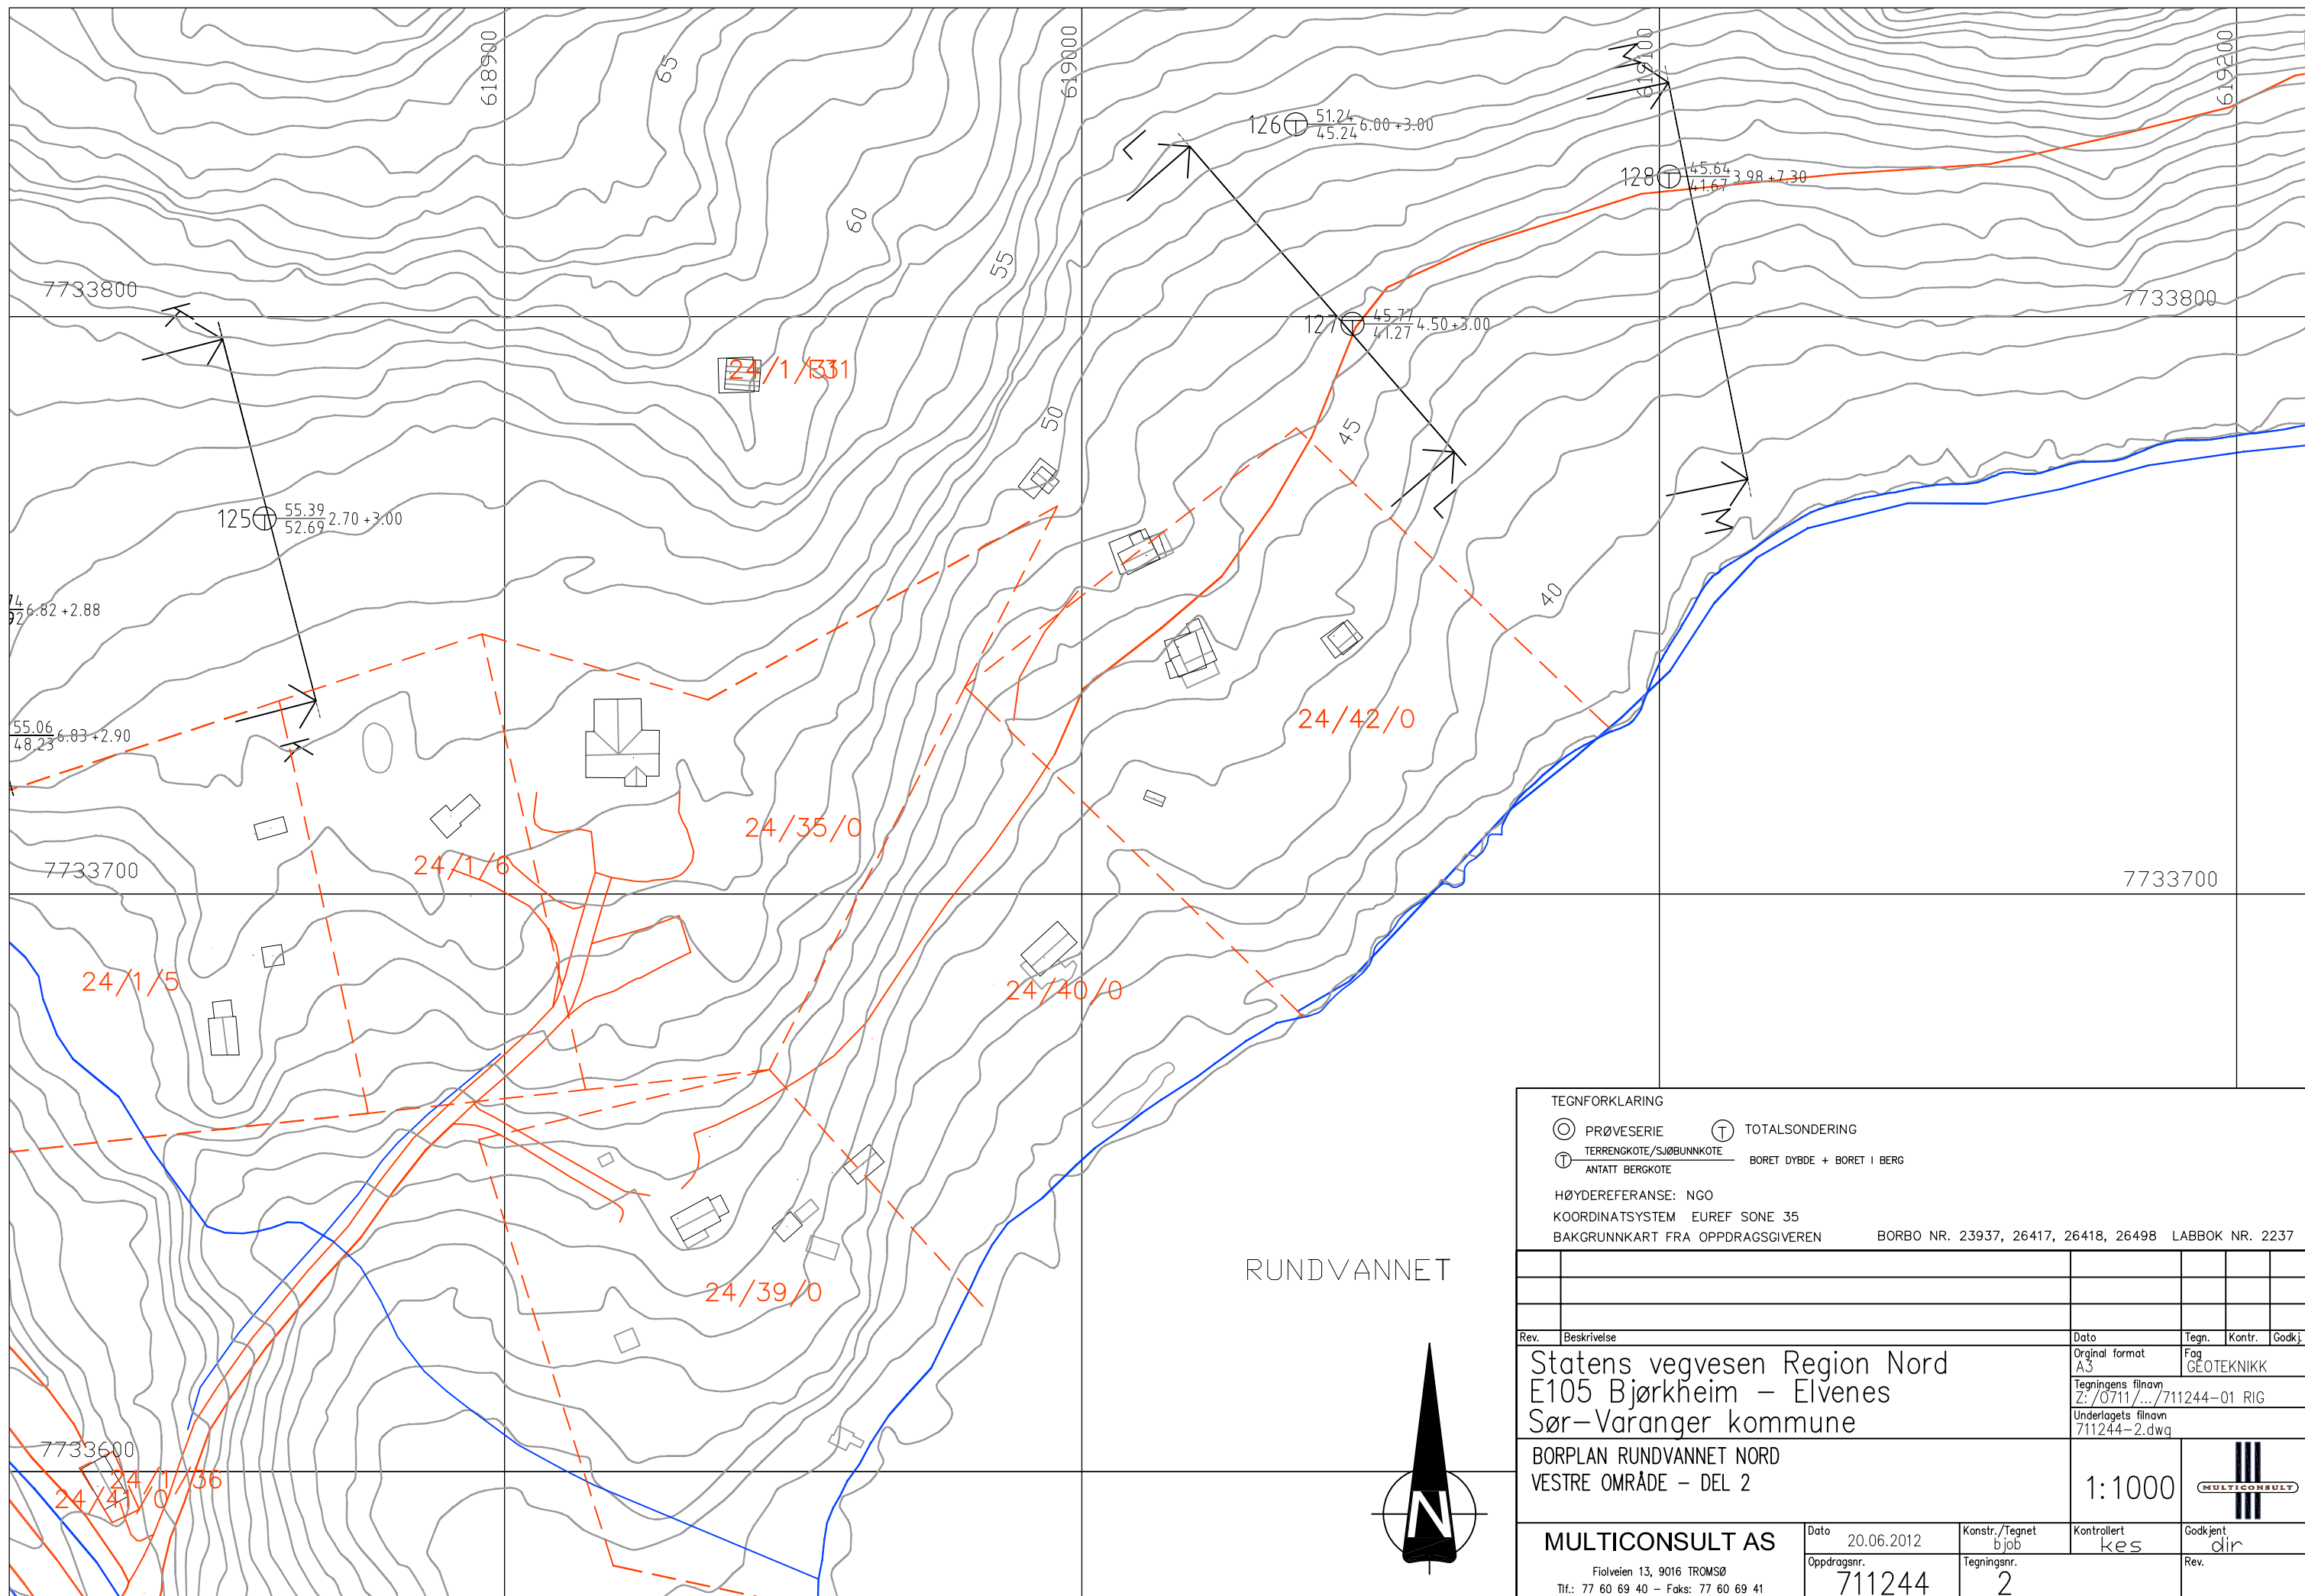 618900
619000
619100
619200
65
60
55
50
45
40
M
L
126 T 51.24 6.00 +3.00
45.24
128 T 45.64 3.98 +7.30
41.67
7733800
7733800
K
127 T 45.77 4.50 +3.00
41.27
24/1/131
125 T 55.39 2.70 +3.00
52.69
L
M
6.82 +2.88
55.06 6.83 +2.90
48.23
K
24/42/0
24/35/0
24/1/6
7733700
7733700
24/1/5
24/40/0
24/39/0
RUNDVANNET
7733600
24/1/36
24/41/0
N
TEGNFORKLARING
PRØVESERIE T TOTALSONDERING
T TERRENGKOTE/SJØBUNNKOTE BORET DYBDE + BORET I BERG
ANTATT BERGKOTE
HØYDEREFERANSE: NGO
KOORDINATSYSTEM EUREF SONE 35
BAKGRUNNKART FRA OPPDRAGSGIVEREN BORBO NR. 23937, 26417, 26418, 26498 LABBOK NR. 2237
Rev. Beskrivelse Dato Tegn. Kontr. Godkj.
Statens vegvesen Region Nord
E105 Bjørkheim – Elvenes
Sør–Varanger kommune
Orginal format
A3
Fag
GEOTEKNIKK
Tegningens filnavn
Z:/0711/.../711244-01 RIG
Underlagets filnavn
711244-2.dwg
BORPLAN RUNDVANNET NORD
VESTRE OMRÅDE – DEL 2
1:1000
MULTICONSULT
MULTICONSULT AS
Fiolveien 13, 9016 TROMSØ
Tlf.: 77 60 69 40 – Faks: 77 60 69 41
Dato
20.06.2012
Konstr./Tegnet
bjob
Kontrollert
kes
Godkjent
dir
Oppdragsnr.
711244
Tegningsnr.
2
Rev.